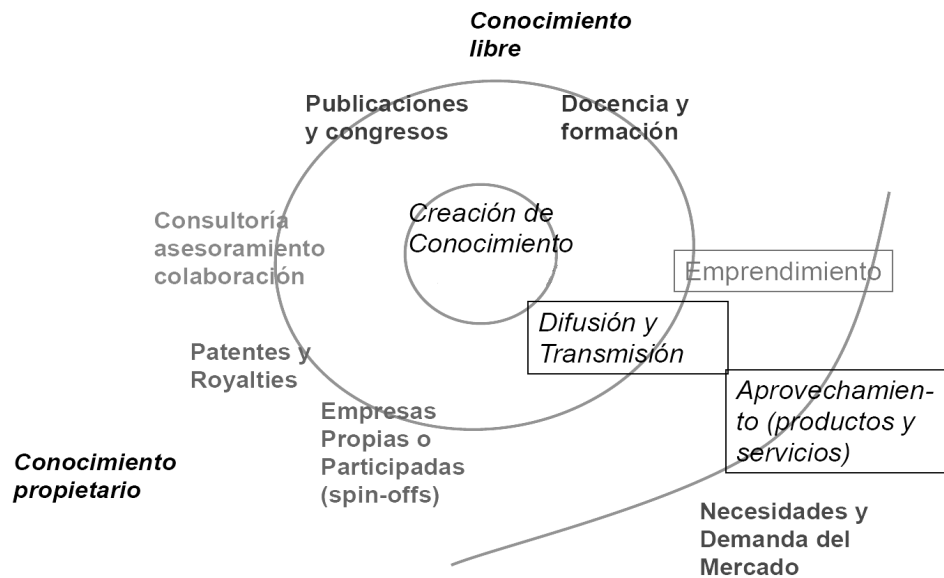 Conocimiento
libre
Publicaciones
y congresos
Docencia y
formación
Creación de
Conocimiento
Consultoría
asesoramiento
colaboración
Emprendimiento
Difusión y
Transmisión
Patentes y
Royalties
Aprovechamien-
to (productos y
servicios)
Empresas
Propias o
Participadas
(spin-offs)
Conocimiento
propietario
Necesidades y
Demanda del
Mercado